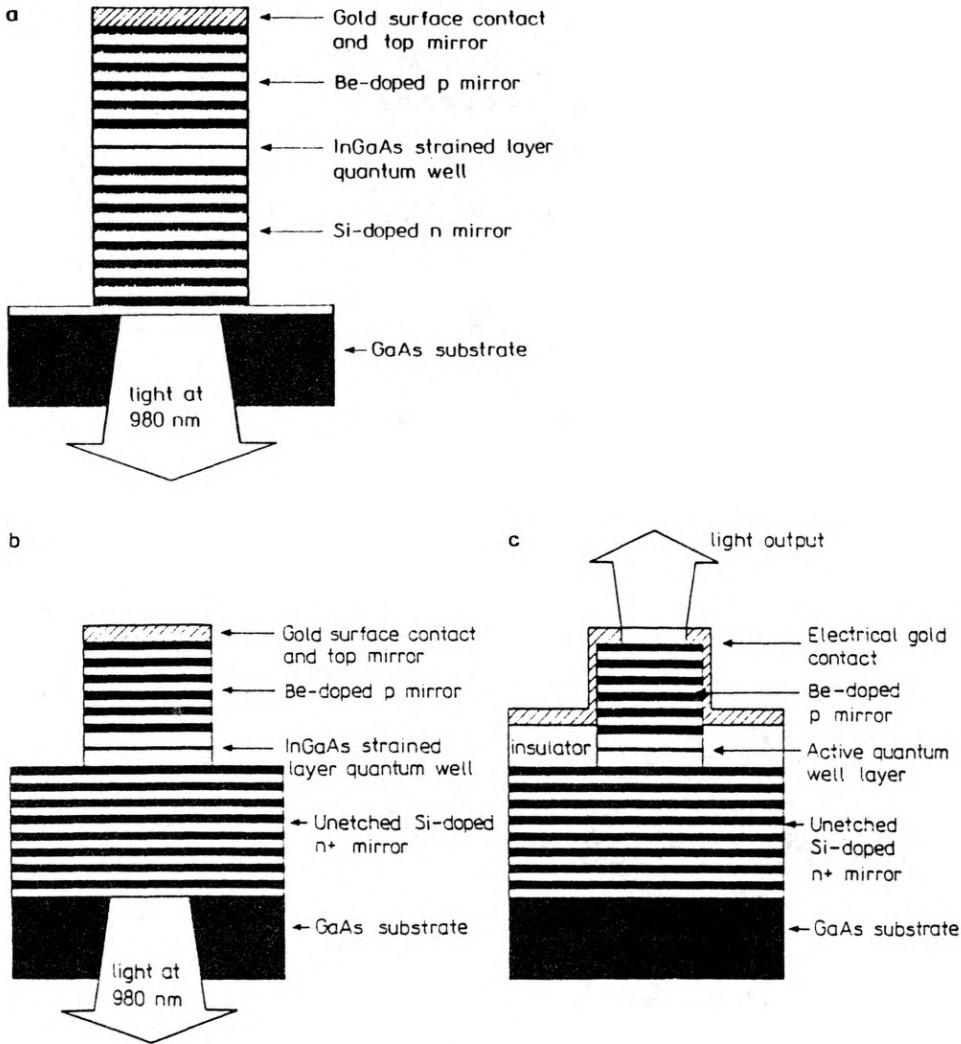 a
Gold surface contact
and top mirror
Be-doped p mirror
InGaAs strained layer
quantum well
Si-doped n mirror
GaAs substrate
light at
980 nm
b
Gold surface contact
and top mirror
Be-doped p mirror
InGaAs strained
layer quantum well
Unetched Si-doped
n+ mirror
GaAs substrate
light at
980 nm
c
light output
Electrical gold
contact
Be-doped
p mirror
insulator
Active quantum
well layer
Unetched
Si-doped
n+ mirror
GaAs substrate